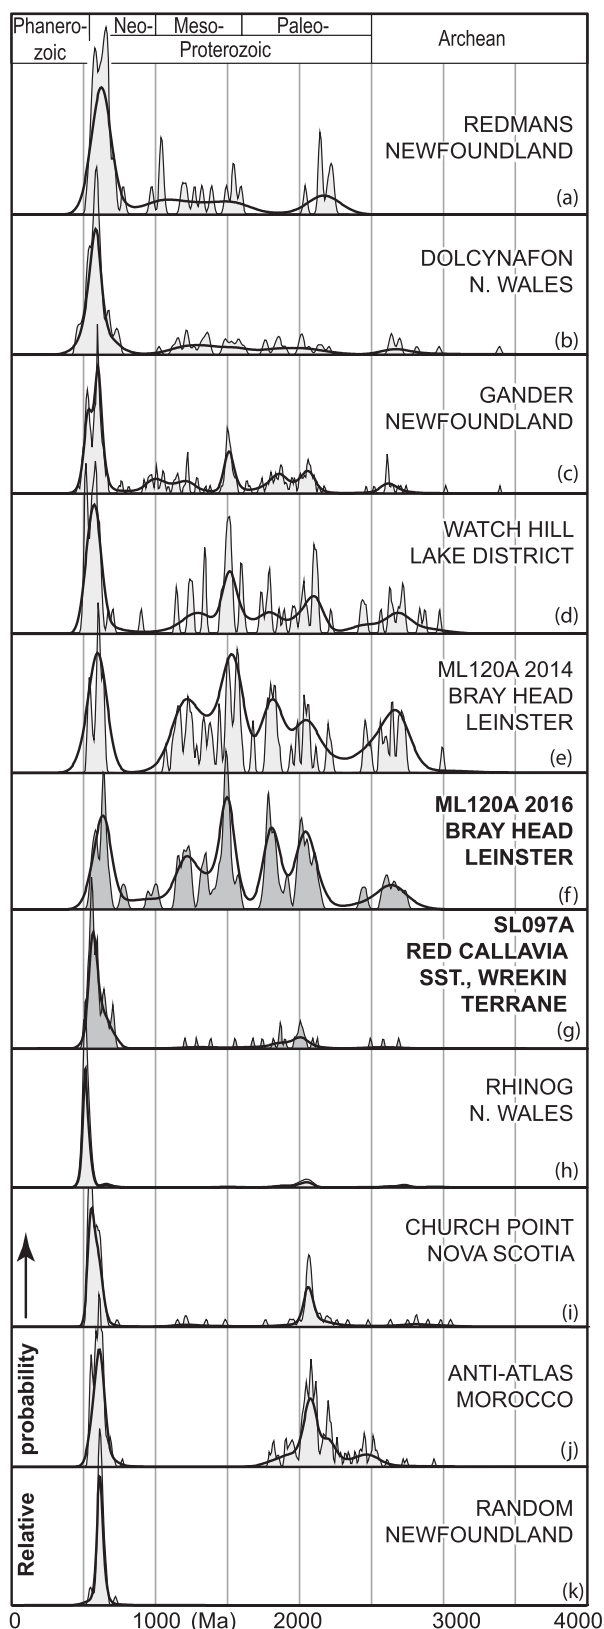 Phanero-
zoic
Neo-
Meso-
Paleo-
Proterozoic
Archean
REDMANS
NEWFOUNDLAND
(a)
DOLCYNAFON
N. WALES
(b)
GANDER
NEWFOUNDLAND
(c)
WATCH HILL
LAKE DISTRICT
(d)
ML120A 2014
BRAY HEAD
LEINSTER
(e)
ML120A 2016
BRAY HEAD
LEINSTER
(f)
SL097A
RED CALLAVIA
SST., WREKIN
TERRANE
(g)
RHINOG
N. WALES
(h)
CHURCH POINT
NOVA SCOTIA
(i)
ANTI-ATLAS
MOROCCO
(j)
RANDOM
NEWFOUNDLAND
(k)
Relative probability
0 1000 (Ma) 2000 3000 4000